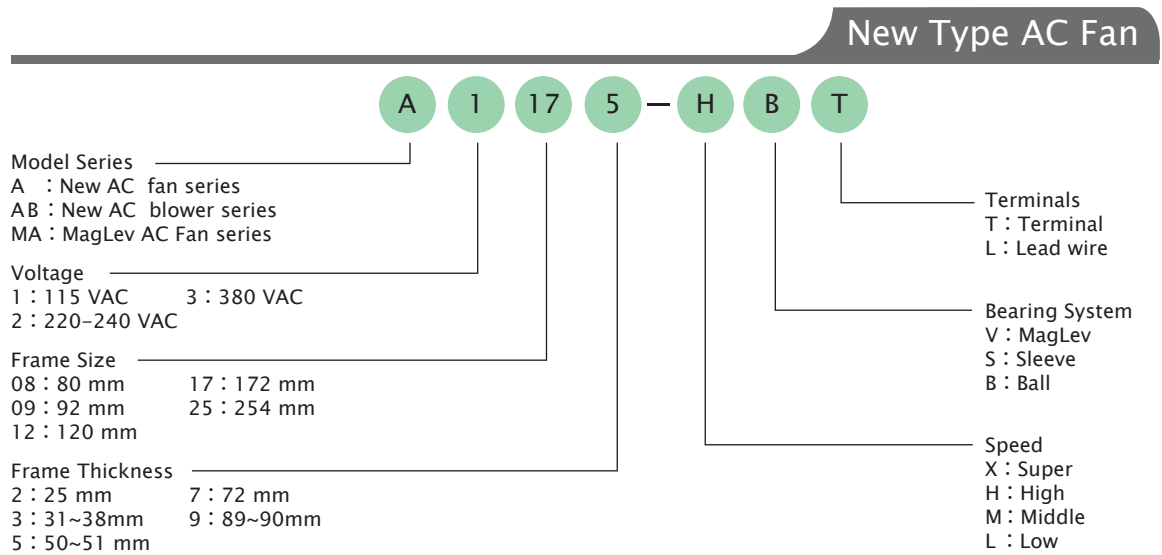 New Type AC Fan
A 1 17 5 – H B T
Model Series
A ：New AC fan series
AB：New AC blower series
MA：MagLev AC Fan series
Voltage
1：115 VAC 3：380 VAC
2：220-240 VAC
Frame Size
08：80 mm 17：172 mm
09：92 mm 25：254 mm
12：120 mm
Frame Thickness
2：25 mm 7：72 mm
3：31~38mm 9：89~90mm
5：50~51 mm
Terminals
T：Terminal
L：Lead wire
Bearing System
V：MagLev
S：Sleeve
B：Ball
Speed
X：Super
H：High
M：Middle
L：Low